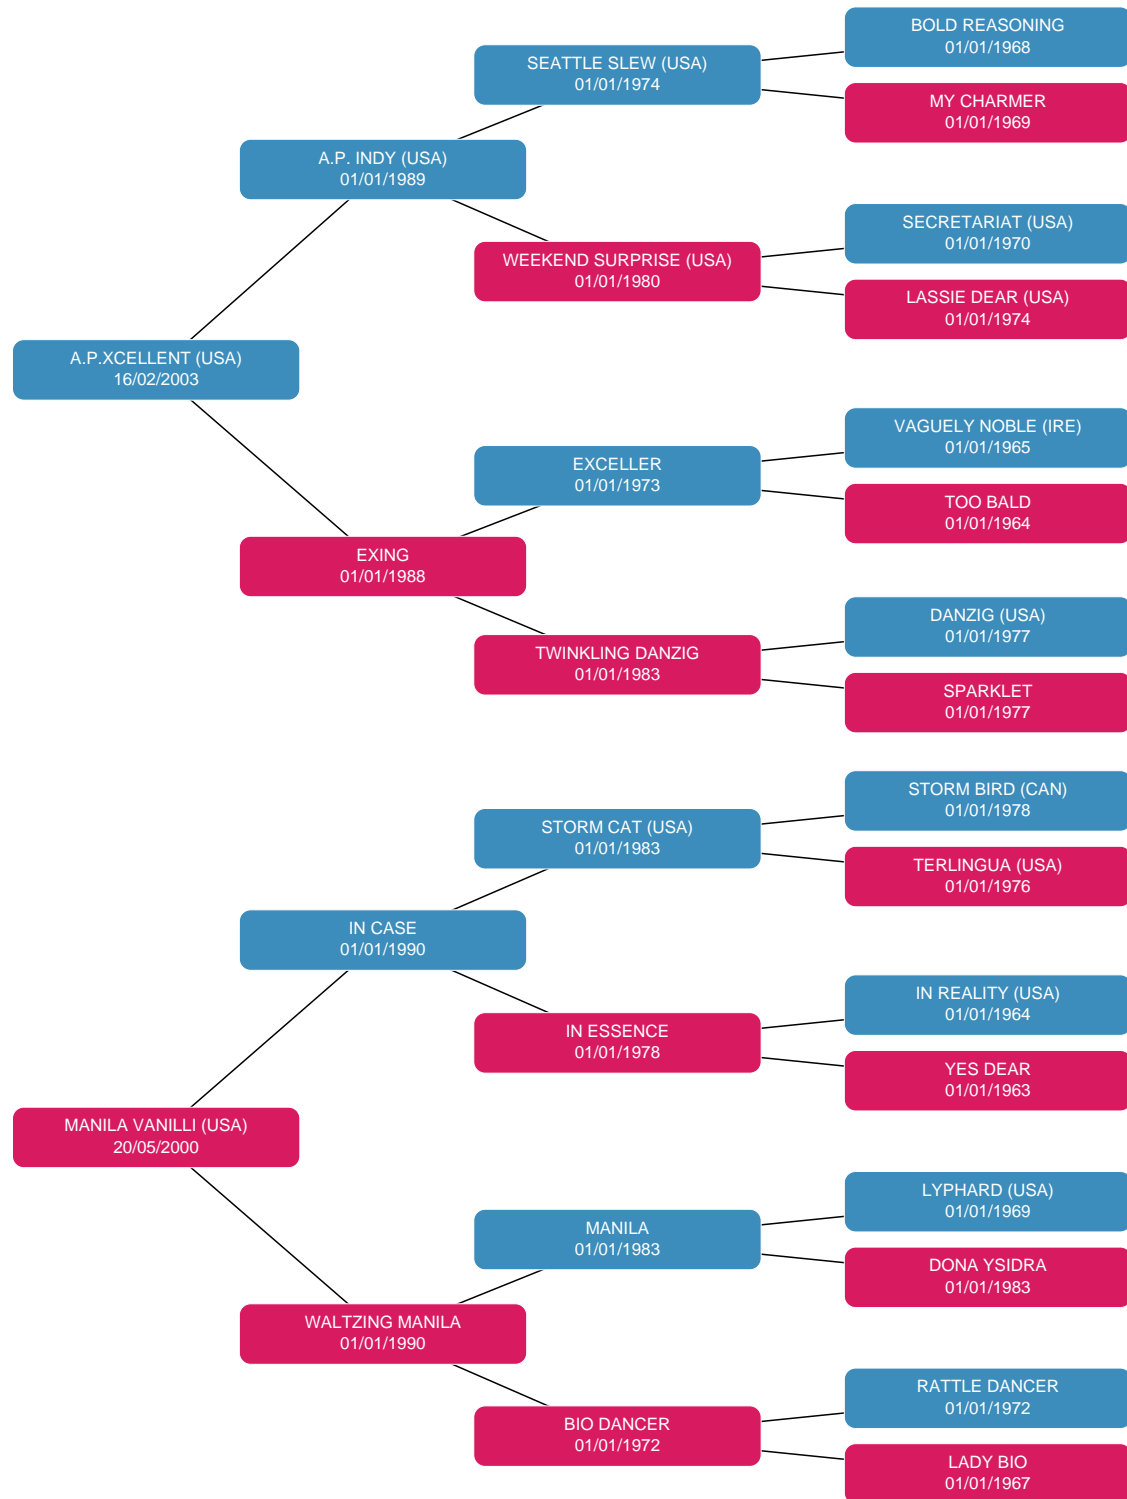 BOLD REASONING
01/01/1968
SEATTLE SLEW (USA)
01/01/1974
MY CHARMER
01/01/1969
A.P. INDY (USA)
01/01/1989
SECRETARIAT (USA)
01/01/1970
WEEKEND SURPRISE (USA)
01/01/1980
LASSIE DEAR (USA)
01/01/1974
A.P.XCELLENT (USA)
16/02/2003
VAGUELY NOBLE (IRE)
01/01/1965
EXCELLER
01/01/1973
TOO BALD
01/01/1964
EXING
01/01/1988
DANZIG (USA)
01/01/1977
TWINKLING DANZIG
01/01/1983
SPARKLET
01/01/1977
STORM BIRD (CAN)
01/01/1978
STORM CAT (USA)
01/01/1983
TERLINGUA (USA)
01/01/1976
IN CASE
01/01/1990
IN REALITY (USA)
01/01/1964
IN ESSENCE
01/01/1978
YES DEAR
01/01/1963
MANILA VANILLI (USA)
20/05/2000
LYPHARD (USA)
01/01/1969
MANILA
01/01/1983
DONA YSIDRA
01/01/1983
WALTZING MANILA
01/01/1990
RATTLE DANCER
01/01/1972
BIO DANCER
01/01/1972
LADY BIO
01/01/1967